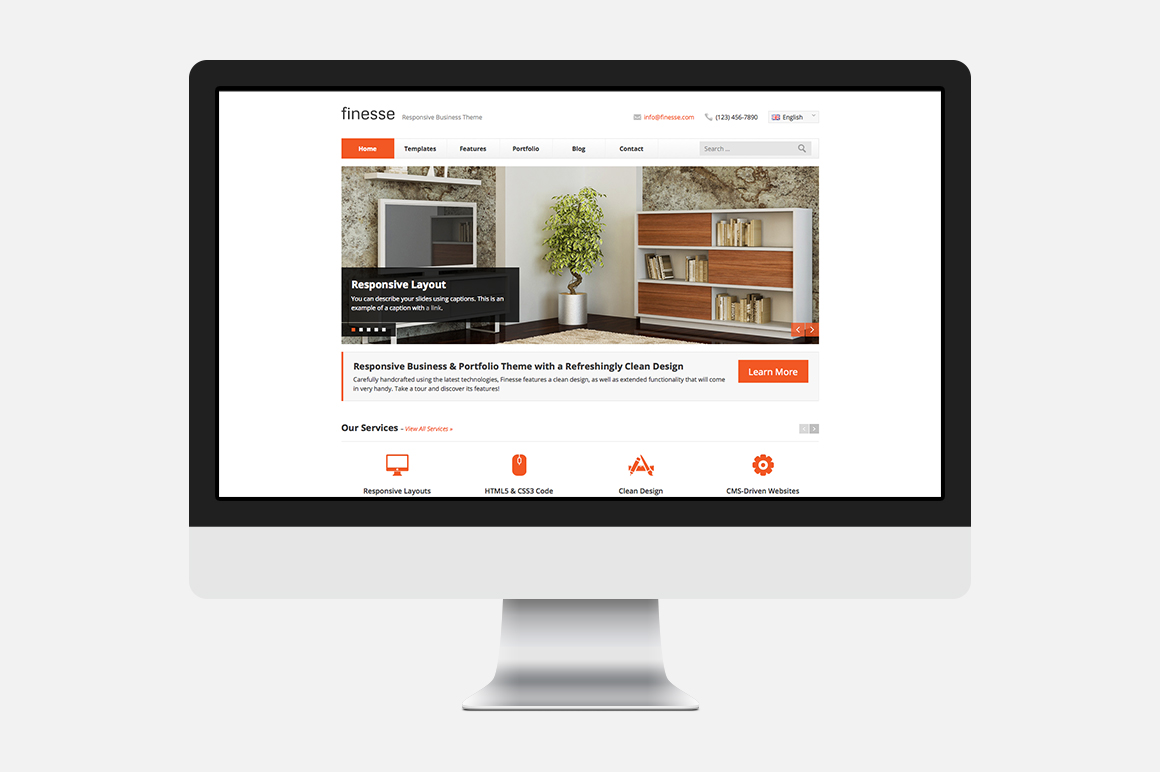 finesse Responsive Business Theme info@finesse.com (123) 456-7890 English
Home Templates Features Portfolio Blog Contact Search ...
Responsive Layout
You can describe your slides using captions. This is an
example of a caption with a link.
Responsive Business & Portfolio Theme with a Refreshingly Clean Design
Carefully handcrafted using the latest technologies, Finesse features a clean design, as well as extended functionality that will come
in very handy. Take a tour and discover its features!
Learn More
Our Services - View All Services »
Responsive Layouts HTML5 & CSS3 Code Clean Design CMS-Driven Websites